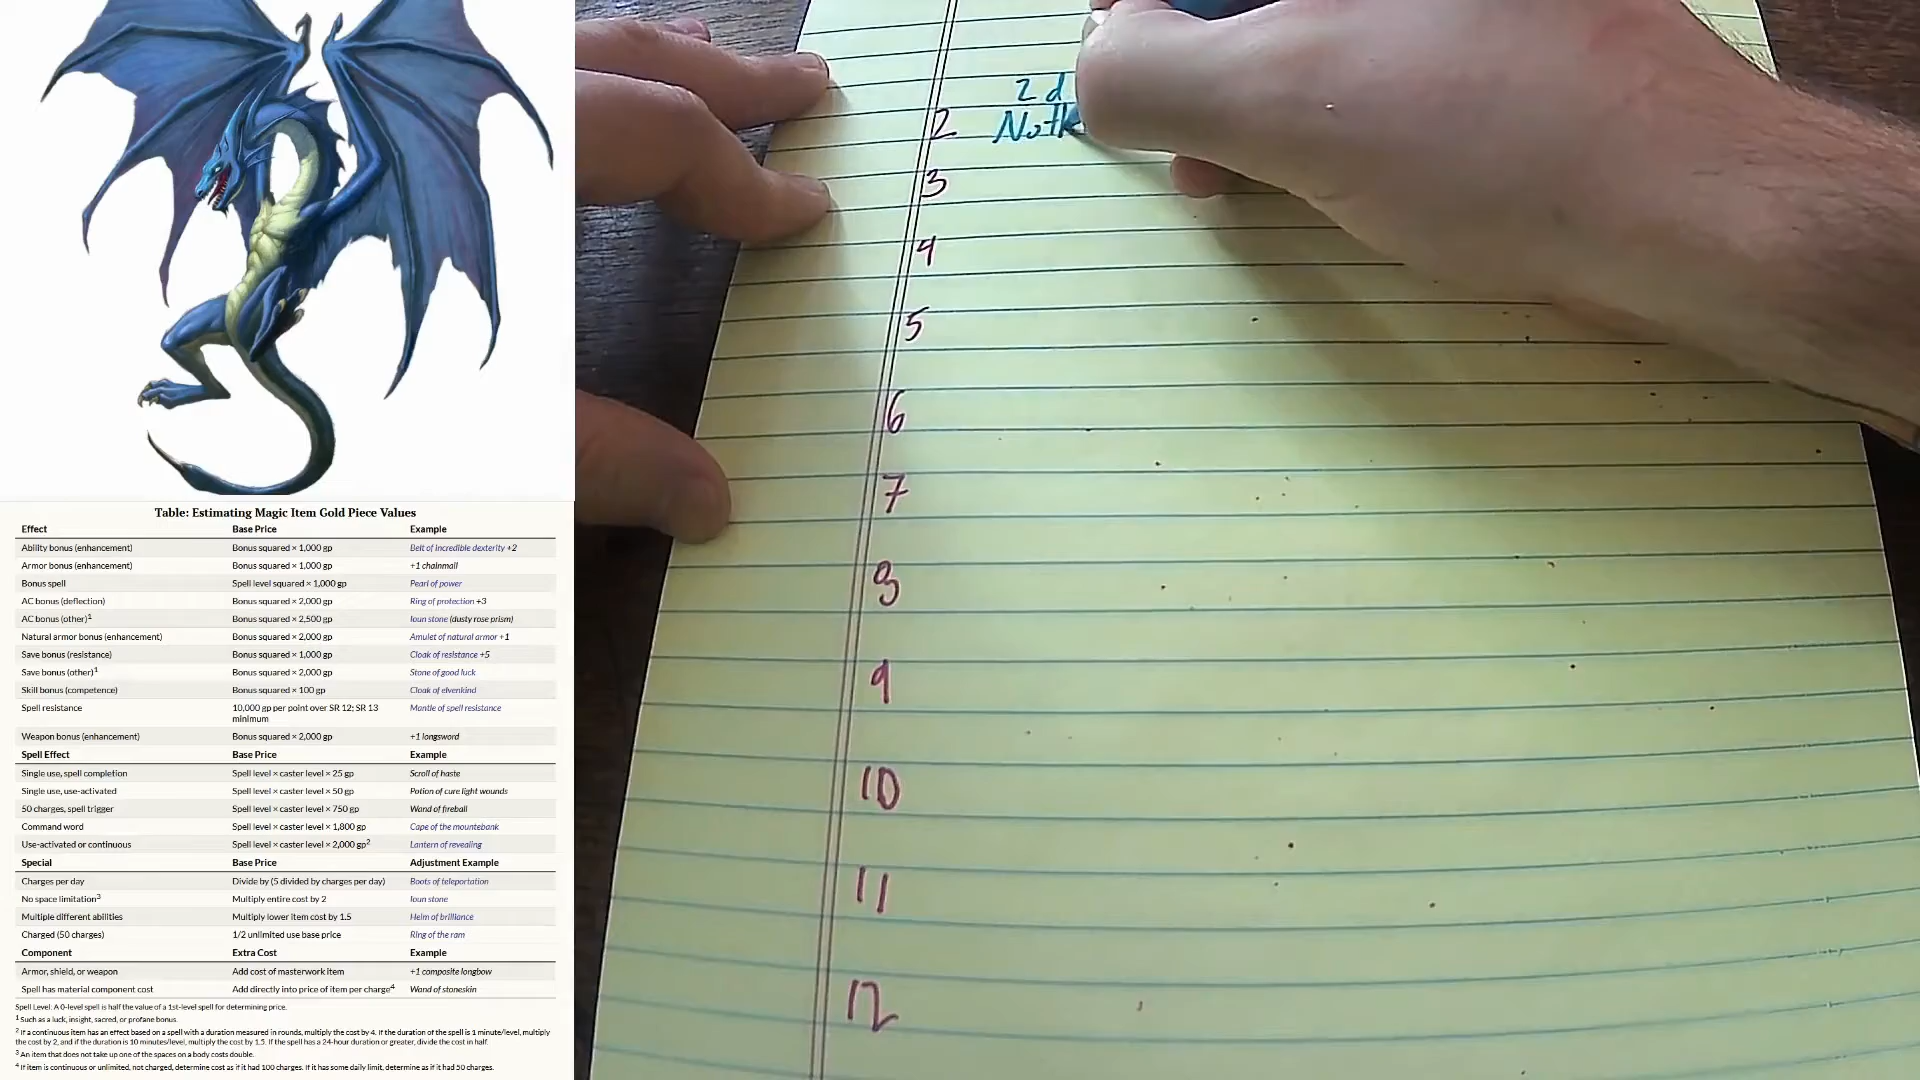 Table: Estimating Magic Item Gold Piece Values
Effect Base Price Example
Ability bonus (enhancement) Bonus squared × 1,000 gp Belt of incredible dexterity +2
Armor bonus (enhancement) Bonus squared × 1,000 gp +1 chainmail
Bonus spell Spell level squared × 1,000 gp Pearl of power
AC bonus (deflection) Bonus squared × 2,000 gp Ring of protection +3
AC bonus (other)1 Bonus squared × 2,500 gp Ioun stone (dusty rose prism)
Natural armor bonus (enhancement) Bonus squared × 2,000 gp Amulet of natural armor +1
Save bonus (resistance) Bonus squared × 1,000 gp Cloak of resistance +5
Save bonus (other)1 Bonus squared × 2,000 gp Stone of good luck
Skill bonus (competence) Bonus squared × 100 gp Cloak of elvenkind
Spell resistance 10,000 gp per point over SR 12; SR 13 Mantle of spell resistance
minimum
Weapon bonus (enhancement) Bonus squared × 2,000 gp +1 longsword
Spell Effect Base Price Example
Single use, spell completion Spell level × caster level × 25 gp Scroll of haste
Single use, use-activated Spell level × caster level × 50 gp Potion of cure light wounds
50 charges, spell trigger Spell level × caster level × 750 gp Wand of fireball
Command word Spell level × caster level × 1,800 gp Cape of the mountebank
Use-activated or continuous Spell level × caster level × 2,000 gp2 Lantern of revealing
Special Base Price Adjustment Example
Charges per day Divide by (5 divided by charges per day) Boots of teleportation
No space limitation3 Multiply entire cost by 2 Ioun stone
Multiple different abilities Multiply lower item cost by 1.5 Helm of brilliance
Charged (50 charges) 1/2 unlimited use base price Ring of the ram
Component Extra Cost Example
Armor, shield, or weapon Add cost of masterwork item +1 composite longbow
Spell has material component cost Add directly into price of item per charge4 Wand of stoneskin
Spell Level: A 0-level spell is half the value of a 1st-level spell for determining price.
1 Such as a luck, insight, sacred, or profane bonus.
2 If a continuous item has an effect based on a spell with a duration measured in rounds, multiply the cost by 4. If the duration of the spell is 1 minute/level, multiply
the cost by 2, and if the duration is 10 minutes/level, multiply the cost by 1.5. If the spell has a 24-hour duration or greater, divide the cost in half.
3 An item that does not take up one of the spaces on a body costs double.
4 If item is continuous or unlimited, not charged, determine cost as if it had 100 charges. If it has some daily limit, determine as if it had 50 charges.
2 d
2 Noth
3
4
5
6
7
8
9
10
11
12